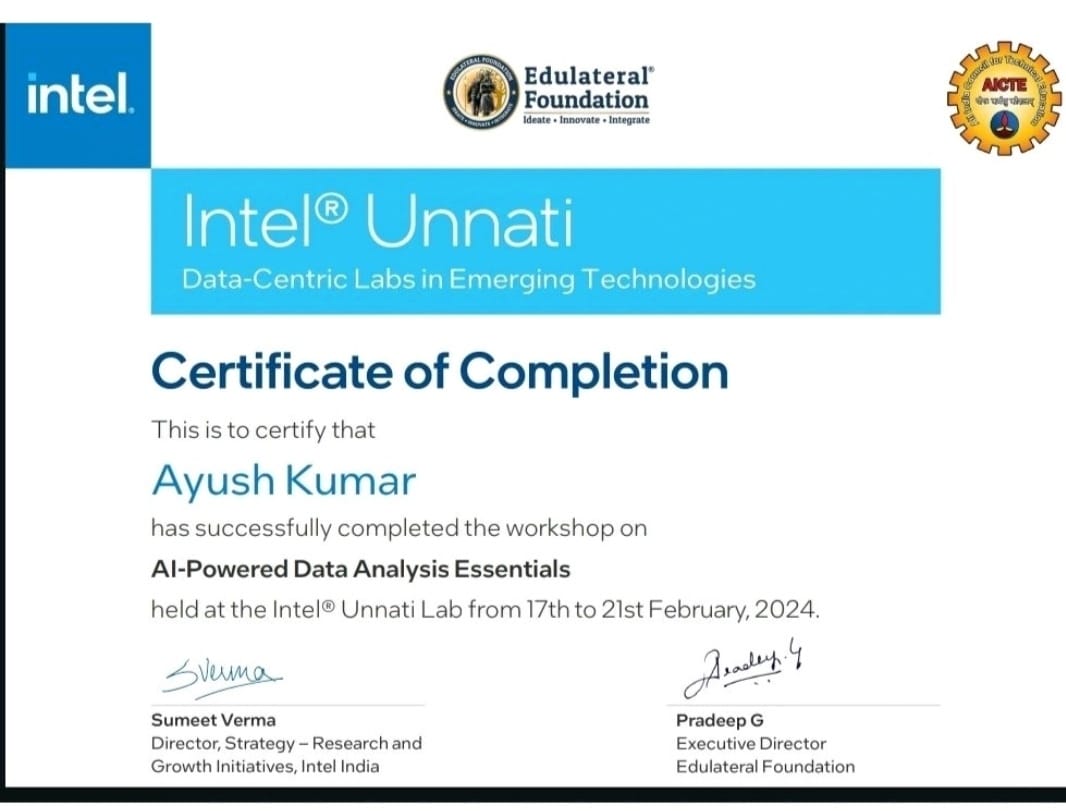 intel.
EDULATERAL FOUNDATION
Edulateral®
Foundation
Ideate • Innovate • Integrate
All India Council for Technical Education
AICTE
Intel® Unnati
Data-Centric Labs in Emerging Technologies
Certificate of Completion
This is to certify that
Ayush Kumar
has successfully completed the workshop on
AI-Powered Data Analysis Essentials
held at the Intel® Unnati Lab from 17th to 21st February, 2024.
SVerma
Pradeep.G
Sumeet Verma
Director, Strategy – Research and
Growth Initiatives, Intel India
Pradeep G
Executive Director
Edulateral Foundation